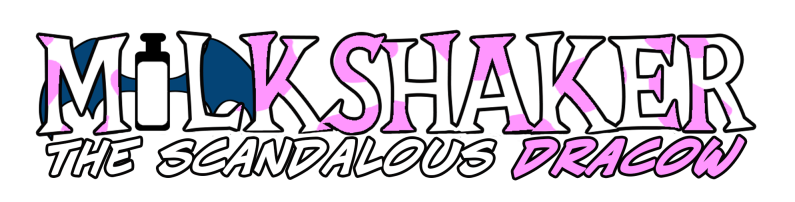 MiLKSHAKER
THE SCANDALOUS DRACOW